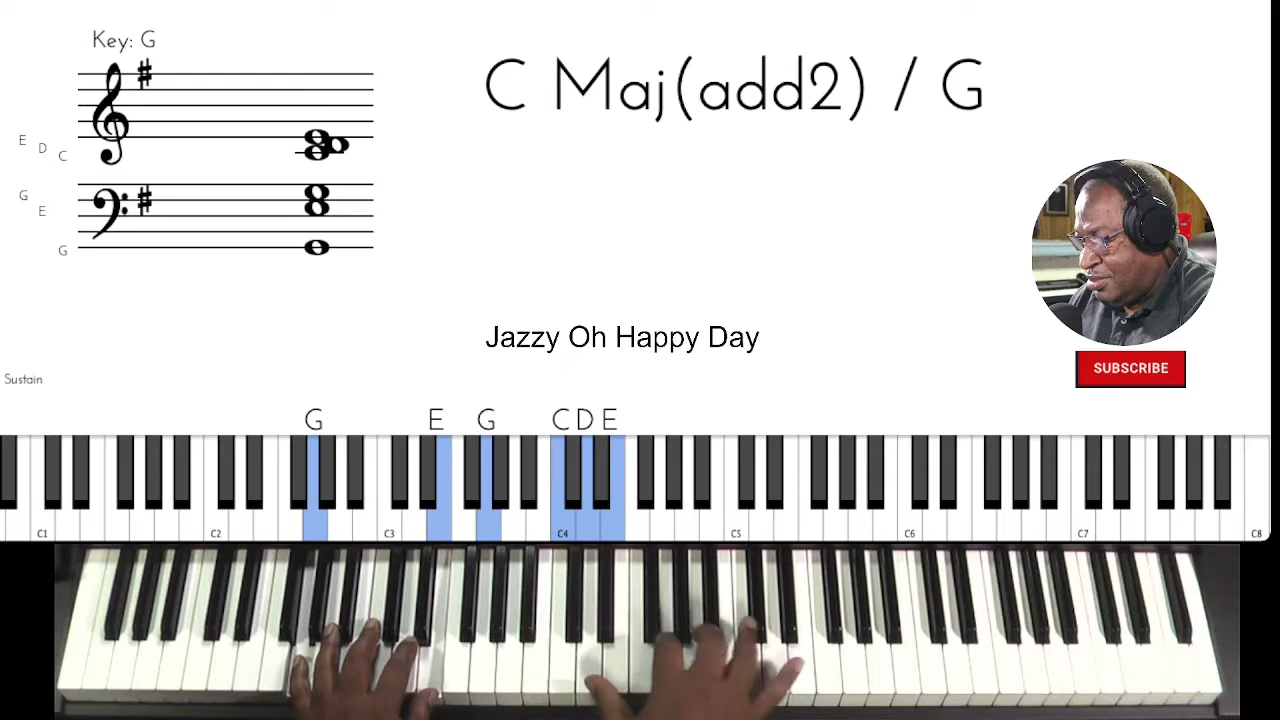 Key: G
C Maj(add2) / G
E D C
G E
G
SUBSCRIBE
Jazzy Oh Happy Day
Sustain
G E G C D E
C1 C2 C3 C4 C5 C6 C7 C8